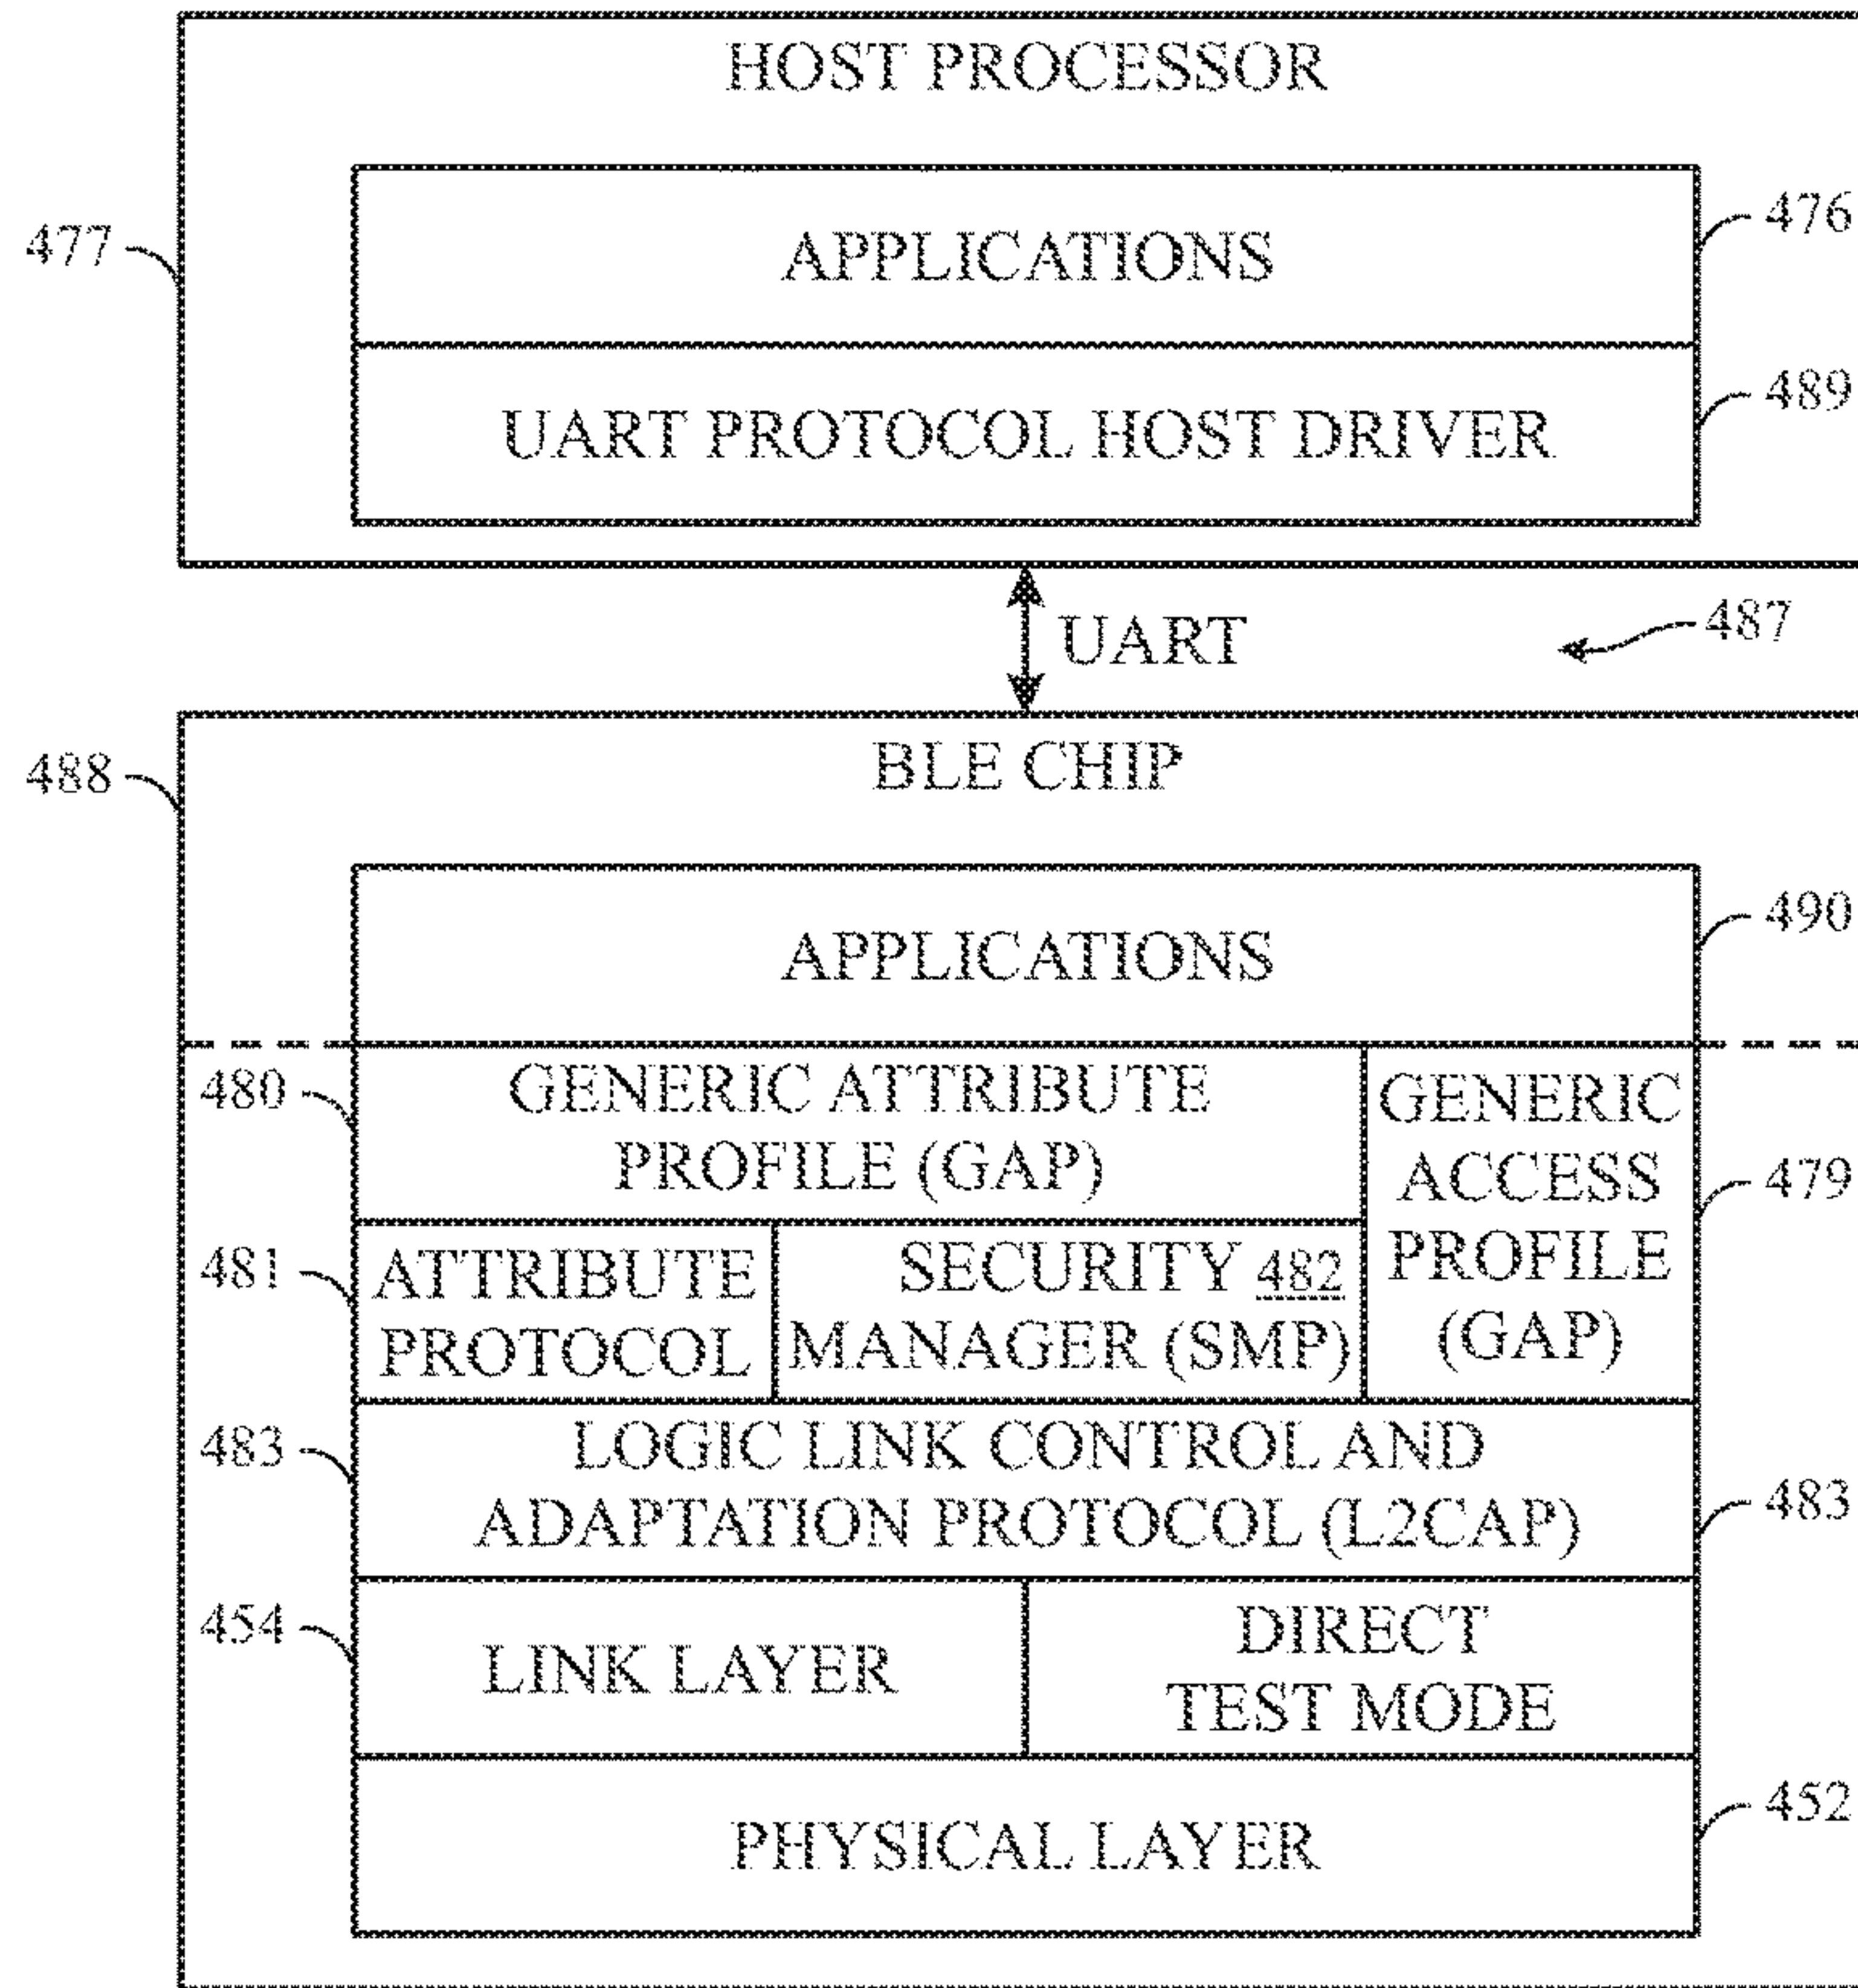 HOST PROCESSOR
477
APPLICATIONS
476
UART PROTOCOL HOST DRIVER
489
UART
487
BLE CHIP
488
APPLICATIONS
490
480
GENERIC ATTRIBUTE
PROFILE (GAP)
GENERIC
ACCESS
PROFILE
(GAP)
479
481
ATTRIBUTE
PROTOCOL
SECURITY 482
MANAGER (SMP)
483
LOGIC LINK CONTROL AND
ADAPTATION PROTOCOL (L2CAP)
483
454
LINK LAYER
DIRECT
TEST MODE
PHYSICAL LAYER
452